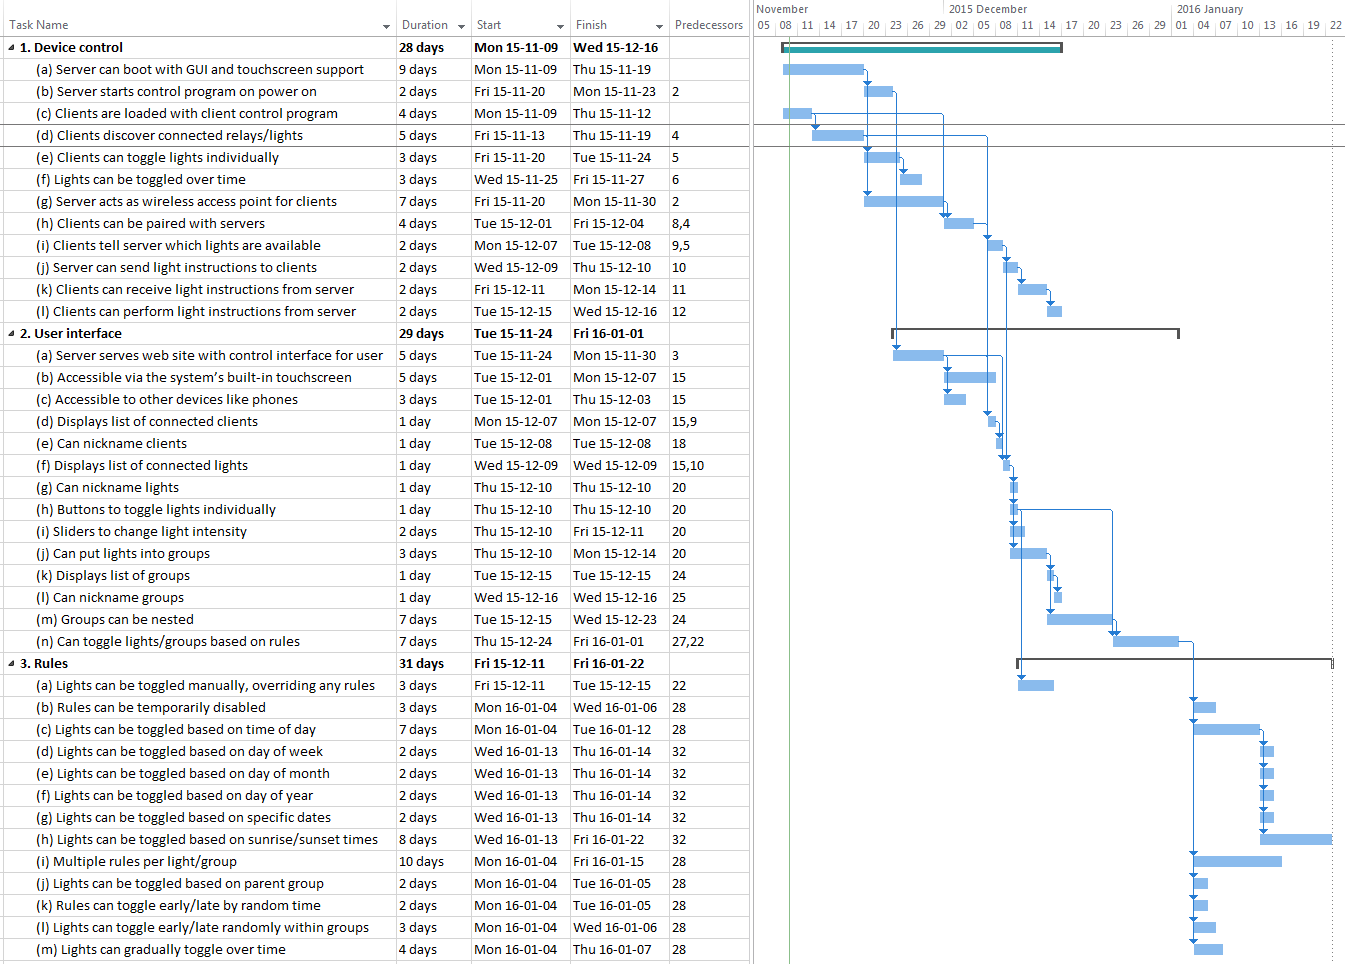 November 2015 December 2016 January
Task Name Duration Start Finish Predecessors 05 08 11 14 17 20 23 26 29 02 05 08 11 14 17 20 23 26 29 01 04 07 10 13 16 19 22
1. Device control 28 days Mon 15-11-09 Wed 15-12-16
(a) Server can boot with GUI and touchscreen support 9 days Mon 15-11-09 Thu 15-11-19
(b) Server starts control program on power on 2 days Fri 15-11-20 Mon 15-11-23 2
(c) Clients are loaded with client control program 4 days Mon 15-11-09 Thu 15-11-12
(d) Clients discover connected relays/lights 5 days Fri 15-11-13 Thu 15-11-19 4
(e) Clients can toggle lights individually 3 days Fri 15-11-20 Tue 15-11-24 5
(f) Lights can be toggled over time 3 days Wed 15-11-25 Fri 15-11-27 6
(g) Server acts as wireless access point for clients 7 days Fri 15-11-20 Mon 15-11-30 2
(h) Clients can be paired with servers 4 days Tue 15-12-01 Fri 15-12-04 8,4
(i) Clients tell server which lights are available 2 days Mon 15-12-07 Tue 15-12-08 9,5
(j) Server can send light instructions to clients 2 days Wed 15-12-09 Thu 15-12-10 10
(k) Clients can receive light instructions from server 2 days Fri 15-12-11 Mon 15-12-14 11
(l) Clients can perform light instructions from server 2 days Tue 15-12-15 Wed 15-12-16 12
2. User interface 29 days Tue 15-11-24 Fri 16-01-01
(a) Server serves web site with control interface for user 5 days Tue 15-11-24 Mon 15-11-30 3
(b) Accessible via the system's built-in touchscreen 5 days Tue 15-12-01 Mon 15-12-07 15
(c) Accessible to other devices like phones 3 days Tue 15-12-01 Thu 15-12-03 15
(d) Displays list of connected clients 1 day Mon 15-12-07 Mon 15-12-07 15,9
(e) Can nickname clients 1 day Tue 15-12-08 Tue 15-12-08 18
(f) Displays list of connected lights 1 day Wed 15-12-09 Wed 15-12-09 15,10
(g) Can nickname lights 1 day Thu 15-12-10 Thu 15-12-10 20
(h) Buttons to toggle lights individually 1 day Thu 15-12-10 Thu 15-12-10 20
(i) Sliders to change light intensity 2 days Thu 15-12-10 Fri 15-12-11 20
(j) Can put lights into groups 3 days Thu 15-12-10 Mon 15-12-14 20
(k) Displays list of groups 1 day Tue 15-12-15 Tue 15-12-15 24
(l) Can nickname groups 1 day Wed 15-12-16 Wed 15-12-16 25
(m) Groups can be nested 7 days Tue 15-12-15 Wed 15-12-23 24
(n) Can toggle lights/groups based on rules 7 days Thu 15-12-24 Fri 16-01-01 27,22
3. Rules 31 days Fri 15-12-11 Fri 16-01-22
(a) Lights can be toggled manually, overriding any rules 3 days Fri 15-12-11 Tue 15-12-15 22
(b) Rules can be temporarily disabled 3 days Mon 16-01-04 Wed 16-01-06 28
(c) Lights can be toggled based on time of day 7 days Mon 16-01-04 Tue 16-01-12 28
(d) Lights can be toggled based on day of week 2 days Wed 16-01-13 Thu 16-01-14 32
(e) Lights can be toggled based on day of month 2 days Wed 16-01-13 Thu 16-01-14 32
(f) Lights can be toggled based on day of year 2 days Wed 16-01-13 Thu 16-01-14 32
(g) Lights can be toggled based on specific dates 2 days Wed 16-01-13 Thu 16-01-14 32
(h) Lights can be toggled based on sunrise/sunset times 8 days Wed 16-01-13 Fri 16-01-22 32
(i) Multiple rules per light/group 10 days Mon 16-01-04 Fri 16-01-15 28
(j) Lights can be toggled based on parent group 2 days Mon 16-01-04 Tue 16-01-05 28
(k) Rules can toggle early/late by random time 2 days Mon 16-01-04 Tue 16-01-05 28
(l) Lights can toggle early/late randomly within groups 3 days Mon 16-01-04 Wed 16-01-06 28
(m) Lights can gradually toggle over time 4 days Mon 16-01-04 Thu 16-01-07 28